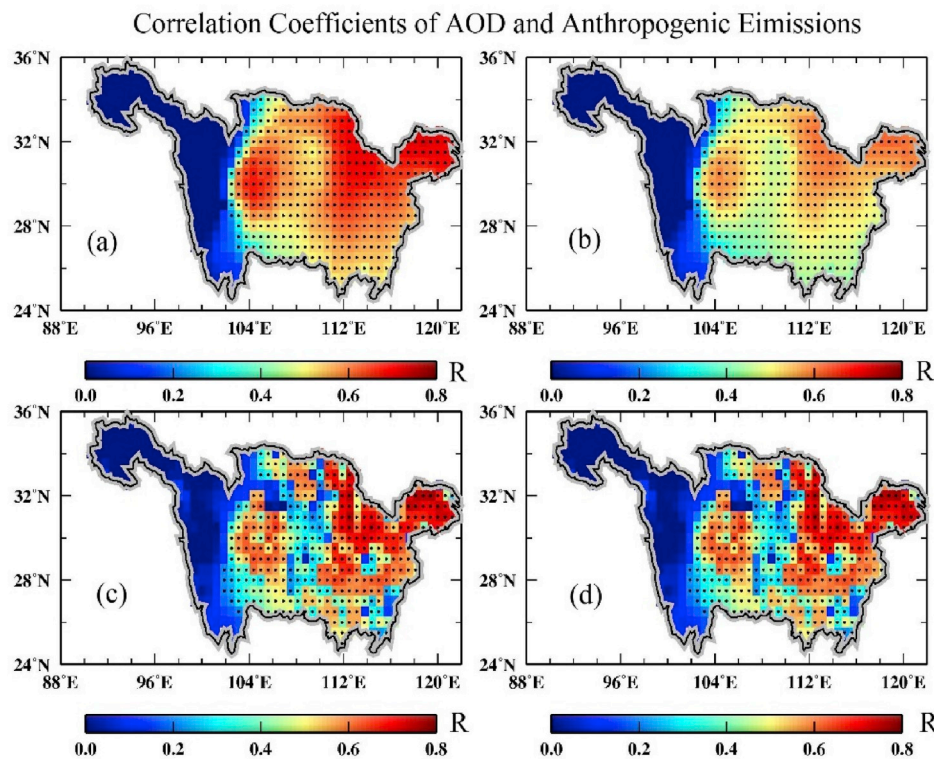 Correlation Coefficients of AOD and Anthropogenic Eimissions
36°N 36°N
32°N 32°N
28°N 28°N
(a) (b)
24°N 24°N
88°E 96°E 104°E 112°E 120°E 88°E 96°E 104°E 112°E 120°E
R R
0.0 0.2 0.4 0.6 0.8 0.0 0.2 0.4 0.6 0.8
36°N 36°N
32°N 32°N
28°N 28°N
(c) (d)
24°N 24°N
88°E 96°E 104°E 112°E 120°E 88°E 96°E 104°E 112°E 120°E
R R
0.0 0.2 0.4 0.6 0.8 0.0 0.2 0.4 0.6 0.8